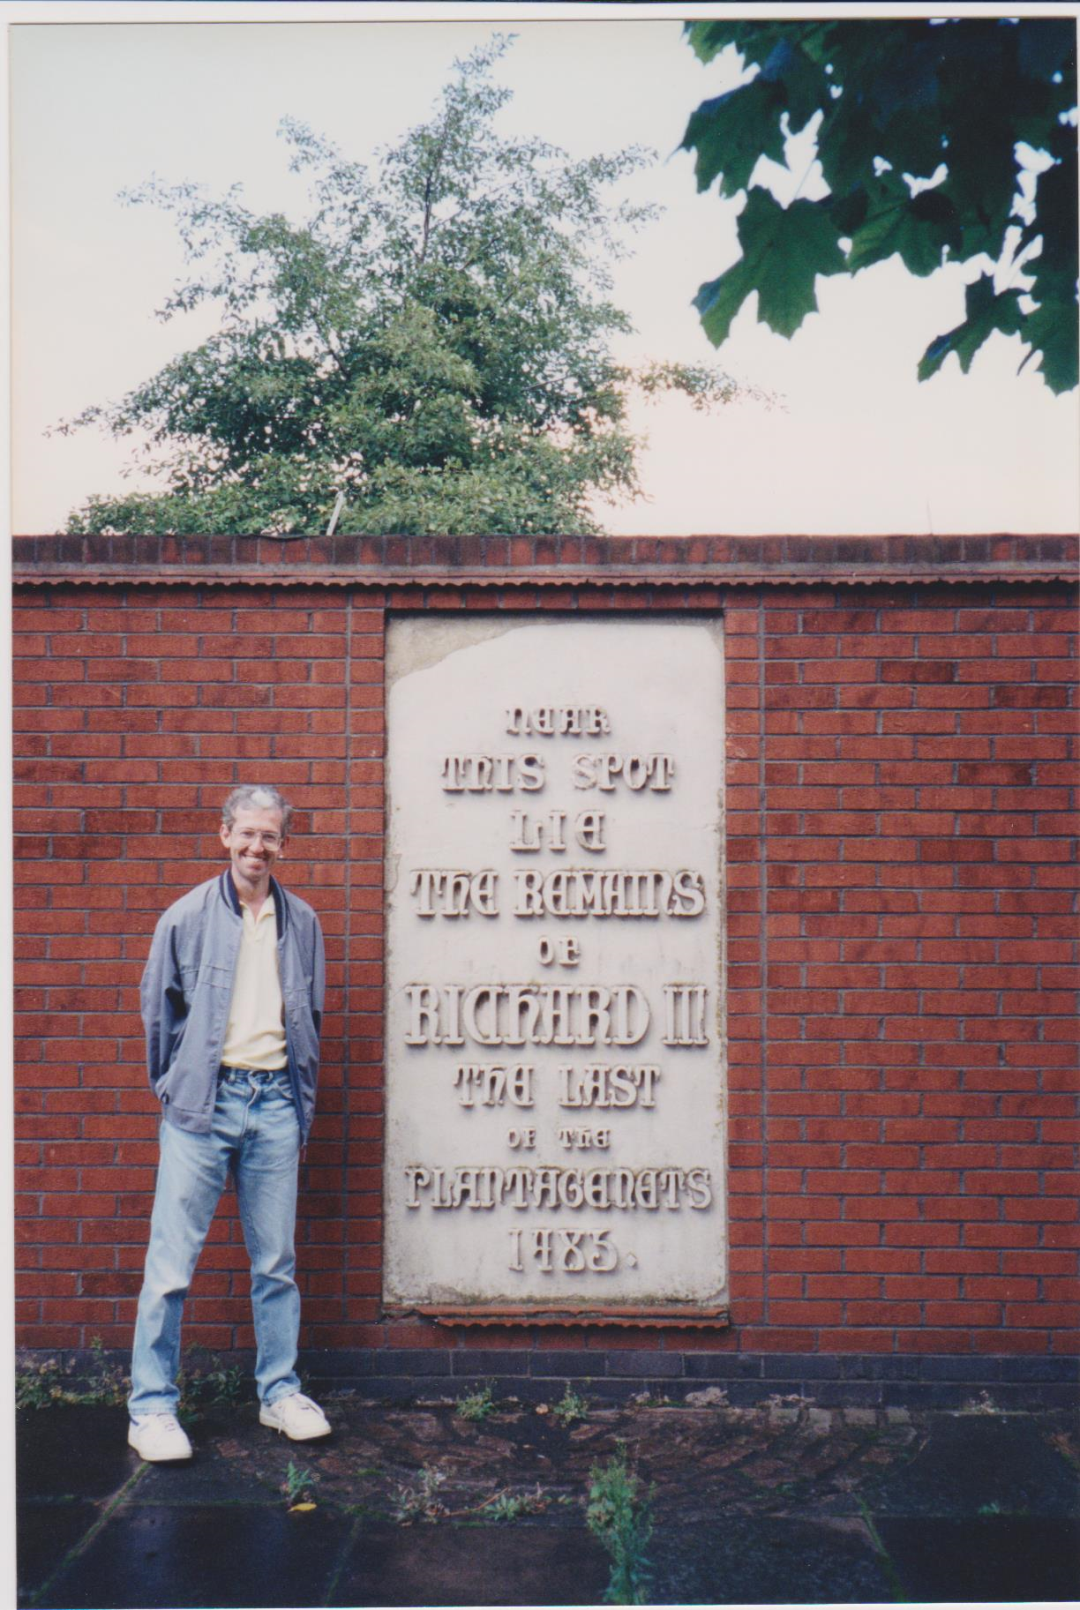 NEAR
THIS SPOT
LIE
THE REMAINS
OF
RICHARD III
THE LAST
OF THE
PLANTAGENETS
1485.